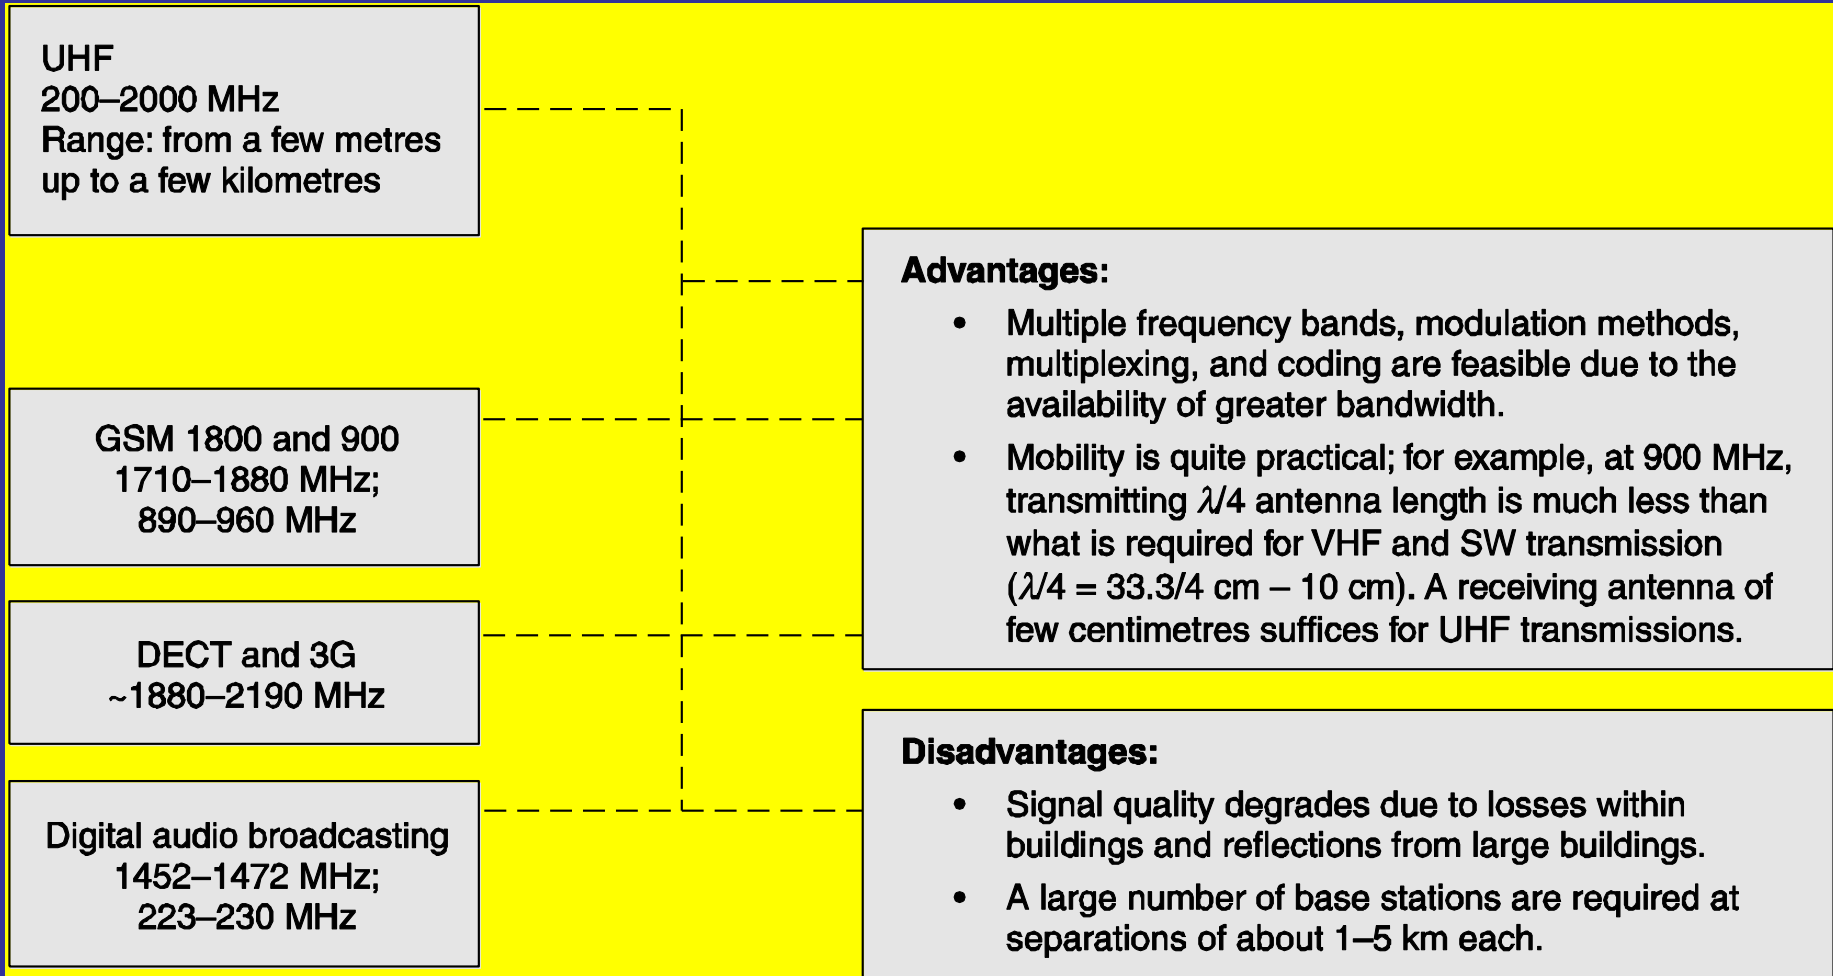 UHF
200–2000 MHz
Range: from a few metres
up to a few kilometres
GSM 1800 and 900
1710–1880 MHz;
890–960 MHz
DECT and 3G
~1880–2190 MHz
Digital audio broadcasting
1452–1472 MHz;
223–230 MHz
Advantages:
• Multiple frequency bands, modulation methods,
multiplexing, and coding are feasible due to the
availability of greater bandwidth.
• Mobility is quite practical; for example, at 900 MHz,
transmitting λ/4 antenna length is much less than
what is required for VHF and SW transmission
(λ/4 = 33.3/4 cm – 10 cm). A receiving antenna of
few centimetres suffices for UHF transmissions.
Disadvantages:
• Signal quality degrades due to losses within
buildings and reflections from large buildings.
• A large number of base stations are required at
separations of about 1–5 km each.